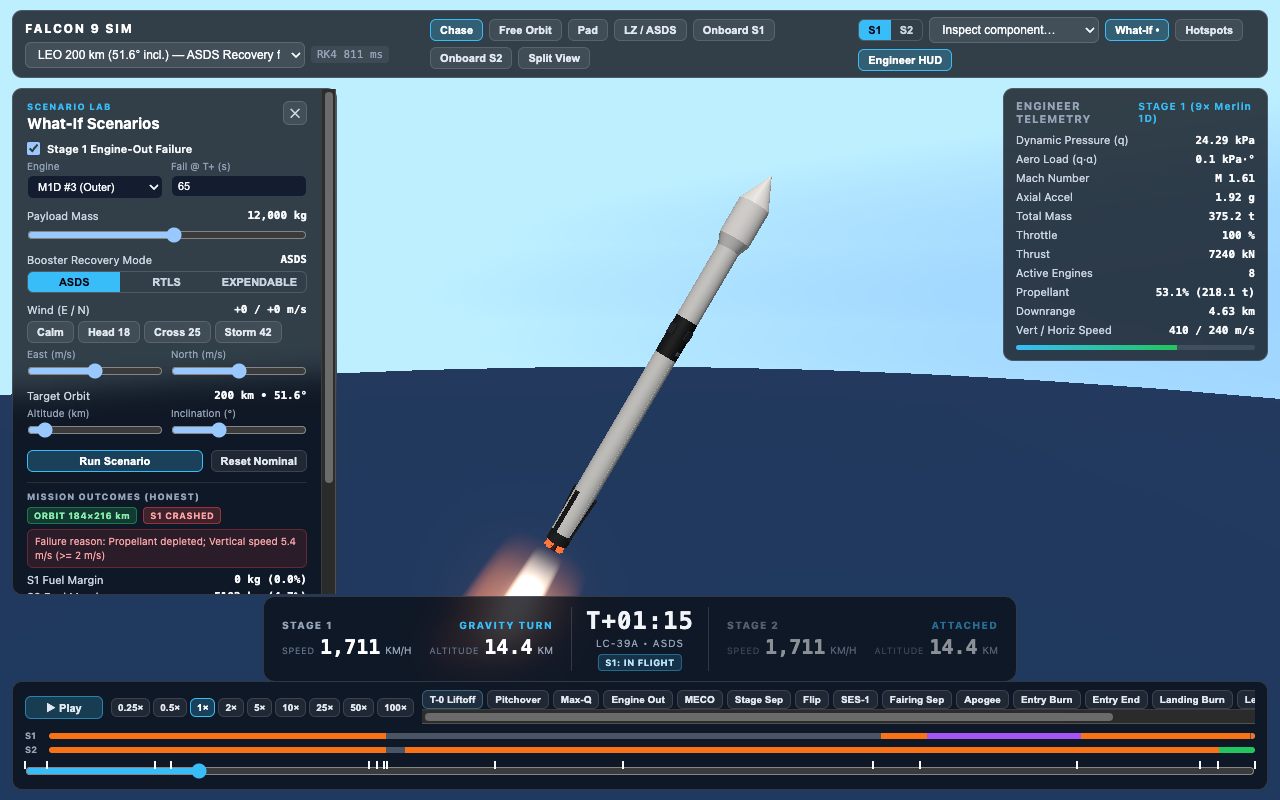 FALCON 9 SIM
LEO 200 km (51.6° incl.) — ASDS Recovery f
RK4 811 ms
Chase
Free Orbit
Pad
LZ / ASDS
Onboard S1
Onboard S2
Split View
S1
S2
Inspect component...
What-If •
Hotspots
Engineer HUD
SCENARIO LAB
What-If Scenarios
Stage 1 Engine-Out Failure
Engine
Fail @ T+ (s)
M1D #3 (Outer)
65
Payload Mass
12,000 kg
Booster Recovery Mode
ASDS
ASDS
RTLS
EXPENDABLE
Wind (E / N)
+0 / +0 m/s
Calm
Head 18
Cross 25
Storm 42
East (m/s)
North (m/s)
Target Orbit
200 km • 51.6°
Altitude (km)
Inclination (°)
Run Scenario
Reset Nominal
MISSION OUTCOMES (HONEST)
ORBIT 184×216 km
S1 CRASHED
Failure reason: Propellant depleted; Vertical speed 5.4
m/s (>= 2 m/s)
S1 Fuel Margin
0 kg (0.0%)
ENGINEER
TELEMETRY
STAGE 1 (9× Merlin
1D)
Dynamic Pressure (q)
24.29 kPa
Aero Load (q·α)
0.1 kPa·°
Mach Number
M 1.61
Axial Accel
1.92 g
Total Mass
375.2 t
Throttle
100 %
Thrust
7240 kN
Active Engines
8
Propellant
53.1% (218.1 t)
Downrange
4.63 km
Vert / Horiz Speed
410 / 240 m/s
STAGE 1
GRAVITY TURN
SPEED 1,711 KM/H
ALTITUDE 14.4 KM
T+01:15
LC-39A • ASDS
S1: IN FLIGHT
STAGE 2
ATTACHED
SPEED 1,711 KM/H
ALTITUDE 14.4 KM
▶ Play
0.25×
0.5×
1×
2×
5×
10×
25×
50×
100×
T-0 Liftoff
Pitchover
Max-Q
Engine Out
MECO
Stage Sep
Flip
SES-1
Fairing Sep
Apogee
Entry Burn
Entry End
Landing Burn
Le
S1
S2